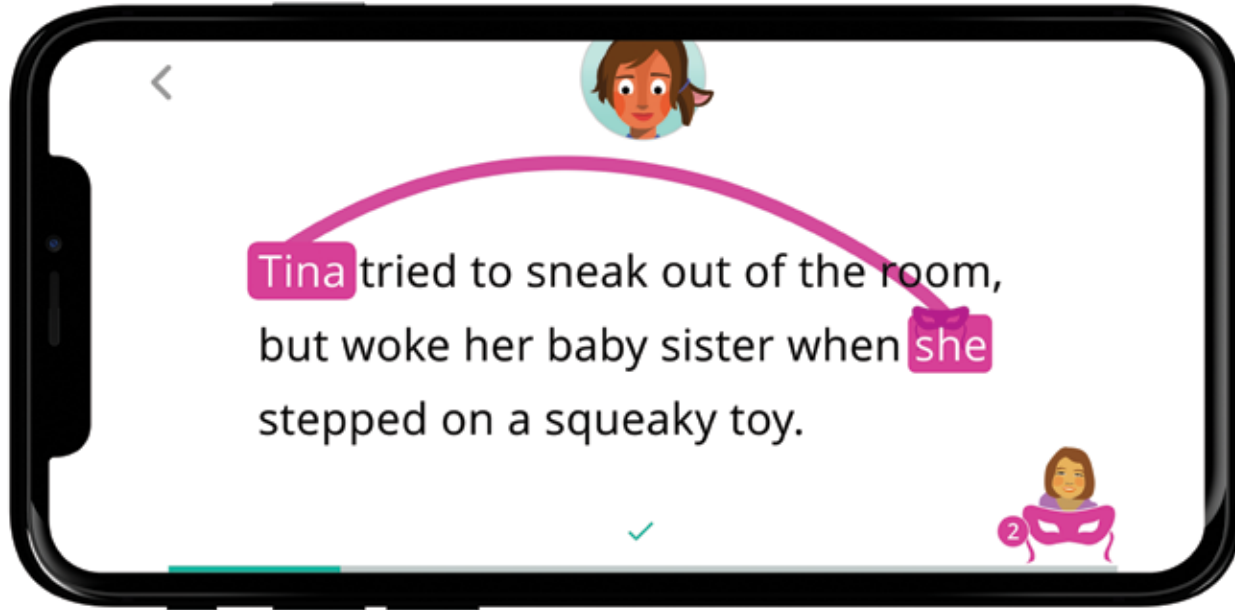 Tina tried to sneak out of the room,
but woke her baby sister when she
stepped on a squeaky toy.
2